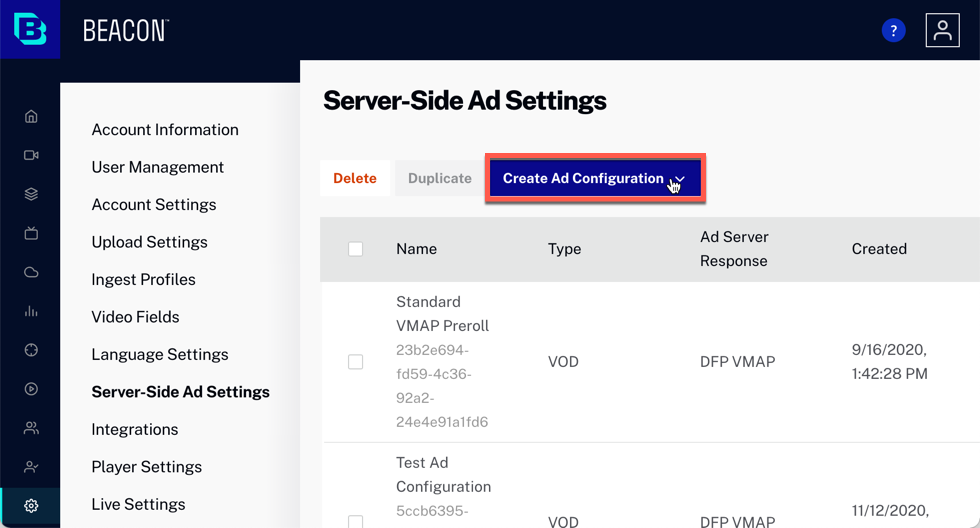 BEACON™
?
Account Information
User Management
Account Settings
Upload Settings
Ingest Profiles
Video Fields
Language Settings
Server-Side Ad Settings
Integrations
Player Settings
Live Settings
Server-Side Ad Settings
Delete
Duplicate
Create Ad Configuration
Name
Type
Ad Server
Response
Created
Standard
VMAP Preroll
23b2e694-
fd59-4c36-
92a2-
24e4e91a1fd6
VOD
DFP VMAP
9/16/2020,
1:42:28 PM
Test Ad
Configuration
5ccb6395-
VOD
DFP VMAP
11/12/2020,